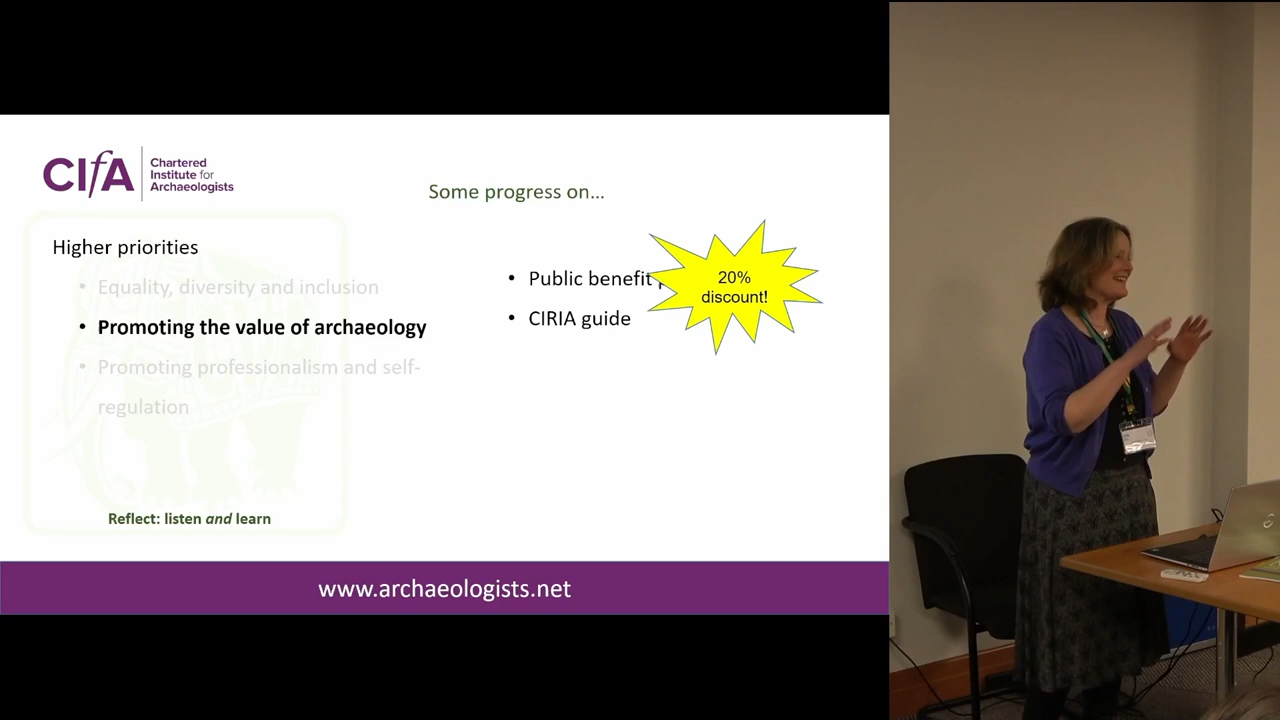 CIfA
Chartered
Institute for
Archaeologists
Some progress on…
Higher priorities
• Equality, diversity and inclusion
• Promoting the value of archaeology
• Promoting professionalism and self-
regulation
• Public benefit
• CIRIA guide
20%
discount!
Reflect: listen and learn
www.archaeologists.net